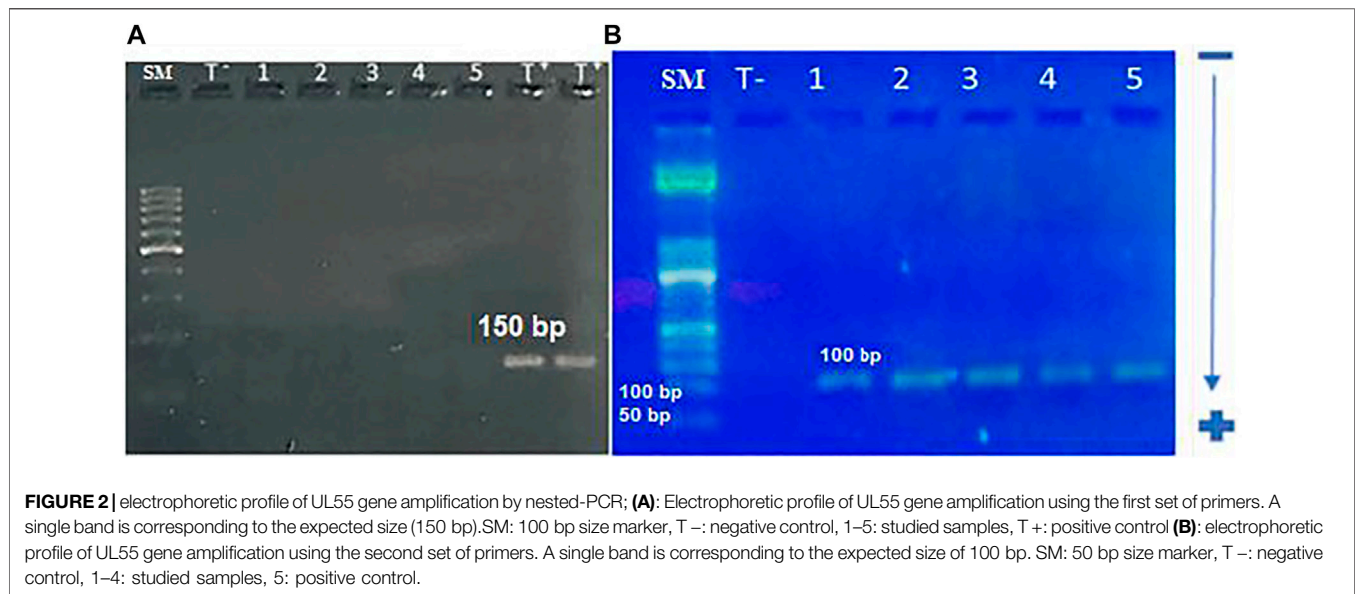 A
B
SM T- 1 2 3 4 5 T+ T+
150 bp
SM T- 1 2 3 4 5
100 bp
100 bp
50 bp
FIGURE 2 | electrophoretic profile of UL55 gene amplification by nested-PCR; (A): Electrophoretic profile of UL55 gene amplification using the first set of primers. A
single band is corresponding to the expected size (150 bp).SM: 100 bp size marker, T −: negative control, 1–5: studied samples, T +: positive control (B): electrophoretic
profile of UL55 gene amplification using the second set of primers. A single band is corresponding to the expected size of 100 bp. SM: 50 bp size marker, T −: negative
control, 1–4: studied samples, 5: positive control.